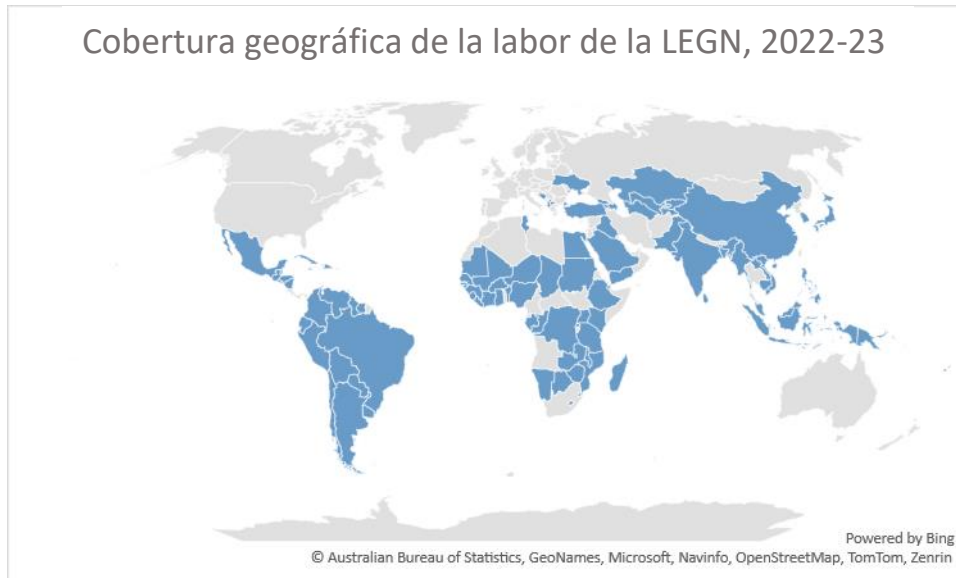 Cobertura geográfica de la labor de la LEGN, 2022-23
Powered by Bing
© Australian Bureau of Statistics, GeoNames, Microsoft, Navinfo, OpenStreetMap, TomTom, Zenrin